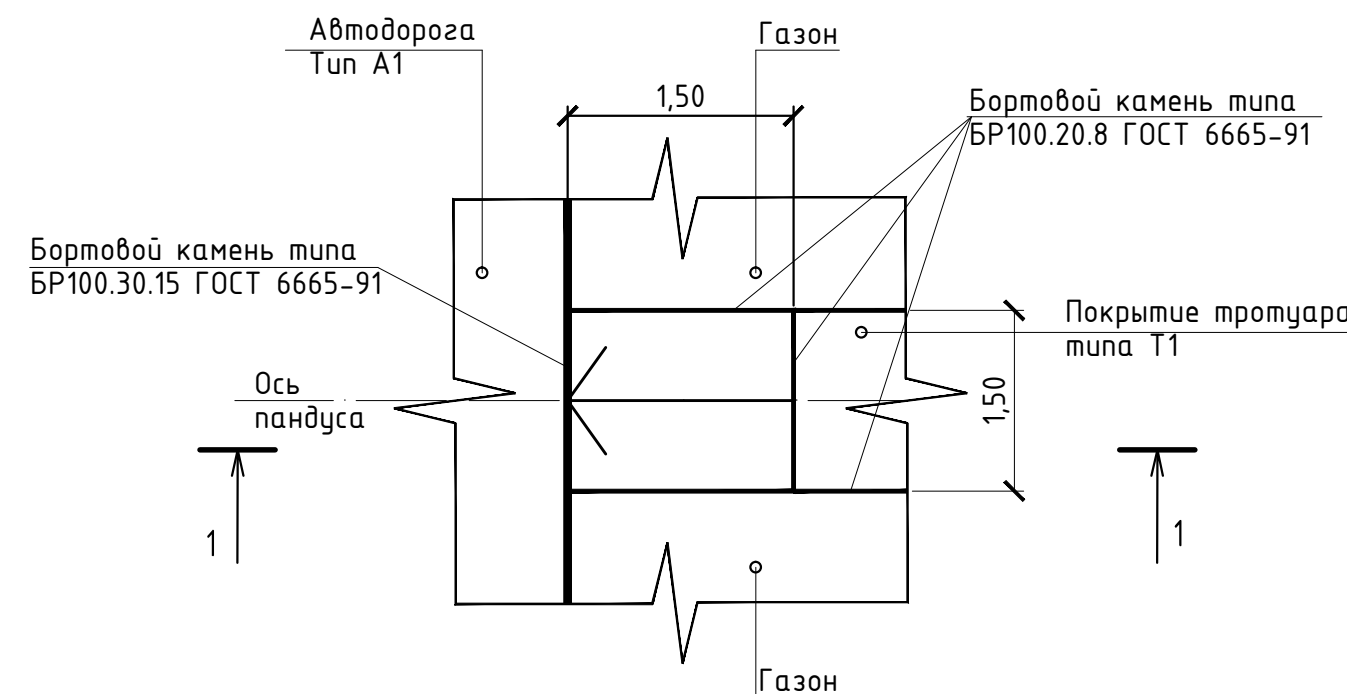 Автодорога
Тип А1
Газон
1,50
Бортовой камень типа
БР100.20.8 ГОСТ 6665-91
Бортовой камень типа
БР100.30.15 ГОСТ 6665-91
Покрытие тротуара
типа Т1
Ось
пандуса
1,50
1
1
Газон